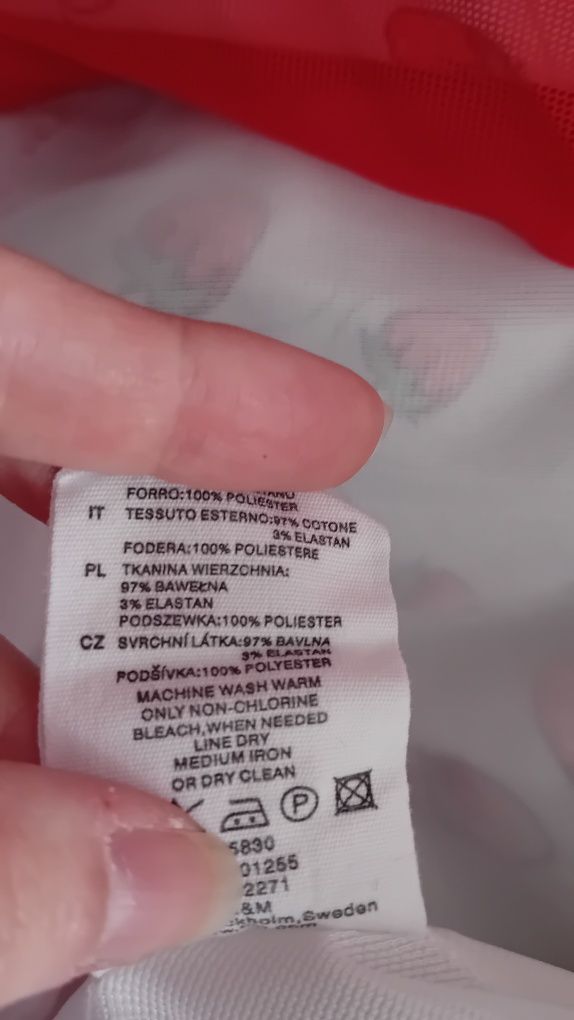 FORRO:100% POLIESTER
IT TESSUTO ESTERNO:97% COTONE
3% ELASTAN
FODERA:100% POLIESTERE
PL TKANINA WIERZCHNIA:
97% BAWEŁNA
3% ELASTAN
PODSZEWKA:100% POLIESTER
CZ SVRCHNÍ LÁTKA:97% BAVLNA
3% ELASTAN
PODŠÍVKA:100% POLYESTER
MACHINE WASH WARM
ONLY NON-CHLORINE
BLEACH,WHEN NEEDED
LINE DRY
MEDIUM IRON
OR DRY CLEAN
P
5830
01255
2271
&M
Sweden